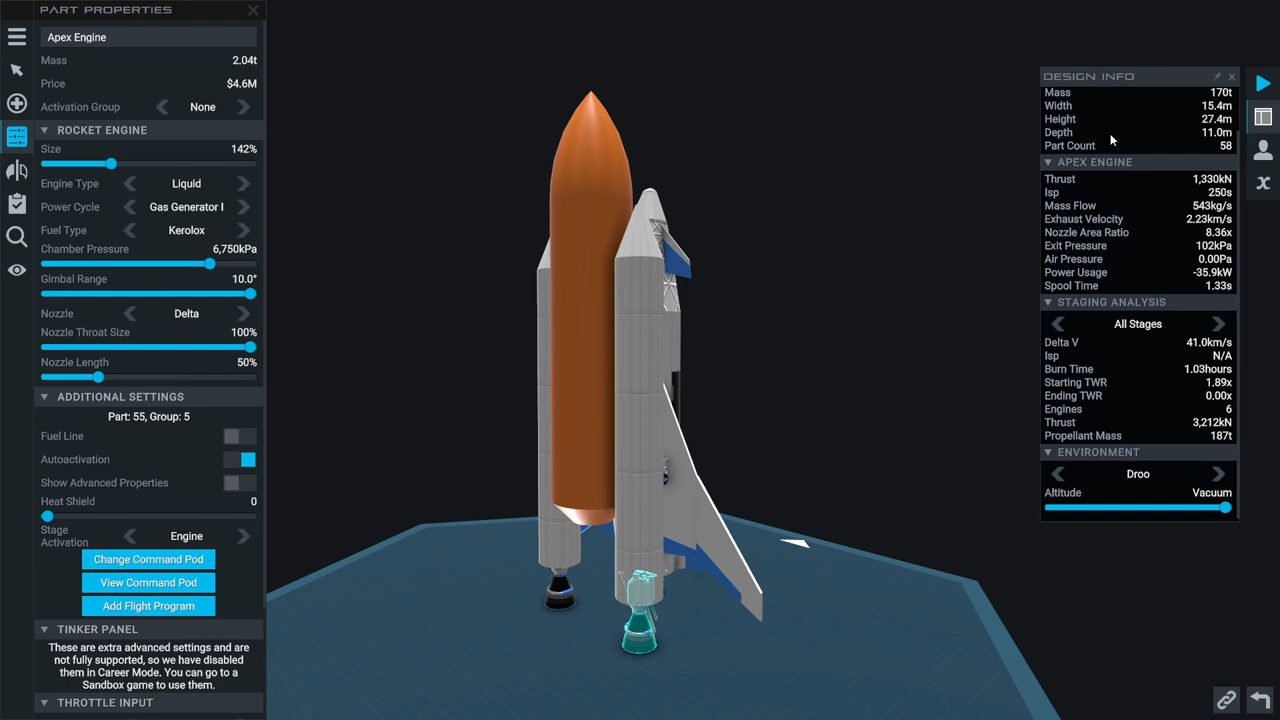 PART PROPERTIES
Apex Engine
Mass 2.04t
Price $4.6M
Activation Group None
ROCKET ENGINE
Size 142%
Engine Type Liquid
Power Cycle Gas Generator I
Fuel Type Kerolox
Chamber Pressure 6,750kPa
Gimbal Range 10.0°
Nozzle Delta
Nozzle Throat Size 100%
Nozzle Length 50%
ADDITIONAL SETTINGS
Part: 55, Group: 5
Fuel Line
Autoactivation
Show Advanced Properties
Heat Shield 0
Stage
Activation Engine
Change Command Pod
View Command Pod
Add Flight Program
TINKER PANEL
These are extra advanced settings and are
not fully supported, so we have disabled
them in Career Mode. You can go to a
Sandbox game to use them.
THROTTLE INPUT
DESIGN INFO
Mass 170t
Width 15.4m
Height 27.4m
Depth 11.0m
Part Count 58
APEX ENGINE
Thrust 1,330kN
Isp 250s
Mass Flow 543kg/s
Exhaust Velocity 2.23km/s
Nozzle Area Ratio 8.36x
Exit Pressure 102kPa
Air Pressure 0.00Pa
Power Usage -35.9kW
Spool Time 1.33s
STAGING ANALYSIS
All Stages
Delta V 41.0km/s
Isp N/A
Burn Time 1.03hours
Starting TWR 1.89x
Ending TWR 0.00x
Engines 6
Thrust 3,212kN
Propellant Mass 187t
ENVIRONMENT
Droo
Altitude Vacuum